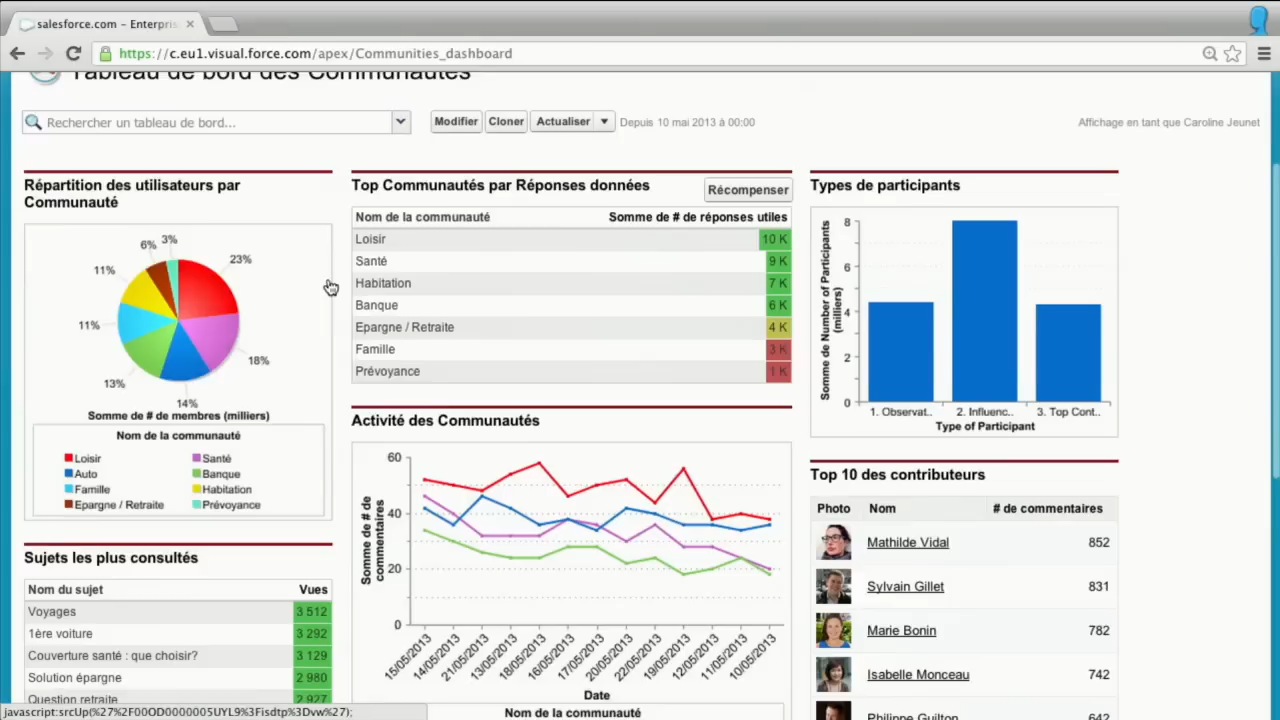 salesforce.com - Enterpris
https://c.eu1.visual.force.com/apex/Communities_dashboard
Tableau de bord des Communautés
Rechercher un tableau de bord...
Modifier
Cloner
Actualiser
Depuis 10 mai 2013 à 00:00
Affichage en tant que Caroline Jeunet
Répartition des utilisateurs par
Communauté
3%
6%
23%
11%
11%
18%
13%
14%
Somme de # de membres (milliers)
Nom de la communauté
Loisir Santé
Auto Banque
Famille Habitation
Epargne / Retraite Prévoyance
Sujets les plus consultés
Nom du sujet Vues
Voyages 3 512
1ère voiture 3 292
Couverture santé : que choisir? 3 129
Solution épargne 2 980
Question retraite 2 927
Top Communautés par Réponses données
Récompenser
Nom de la communauté Somme de # de réponses utiles
Loisir 10 K
Santé 9 K
Habitation 7 K
Banque 6 K
Epargne / Retraite 4 K
Famille 3 K
Prévoyance 1 K
Activité des Communautés
Somme de # de
commentaires
60
40
20
0
15/05/2013 14/05/2013 21/05/2013 13/05/2013 18/05/2013 16/05/2013 17/05/2013 20/05/2013 22/05/2013 19/05/2013 12/05/2013 11/05/2013 10/05/2013
Date
Nom de la communauté
Types de participants
Somme de Number of Participants
(milliers)
8
6
4
2
0
1. Observat.. 2. Influenc.. 3. Top Cont..
Type of Participant
Top 10 des contributeurs
Photo Nom # de commentaires
Mathilde Vidal 852
Sylvain Gillet 831
Marie Bonin 782
Isabelle Monceau 742
Philippe Guilton 642
javascript:srcUp(%27%2F00OD0000005UYL9%3Fisdtp%3Dvw%27);